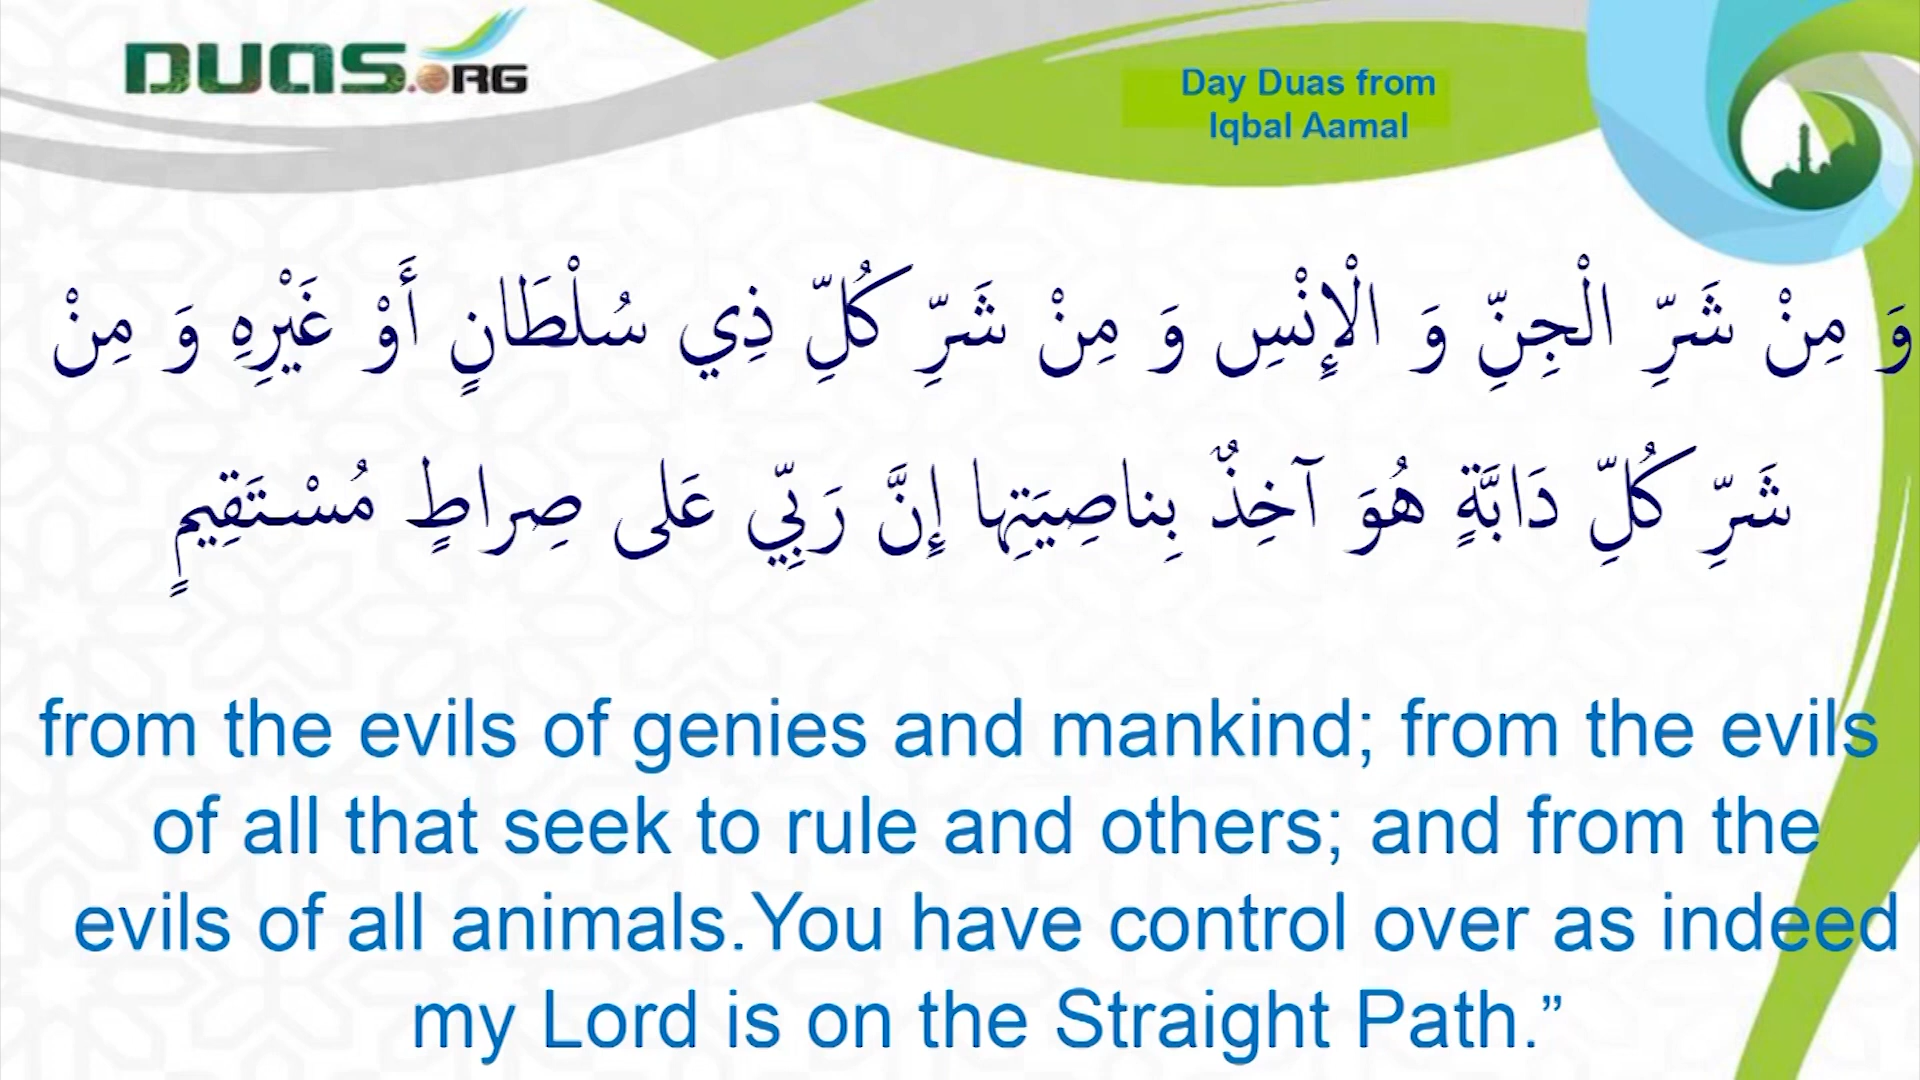 DUAS.ORG
Day Duas from
Iqbal Aamal
وَ مِنْ شَرِّ الْجِنِّ وَ الْإِنْسِ وَ مِنْ شَرِّ كُلِّ ذِي سُلْطَانٍ أَوْ غَيْرِهِ وَ مِنْ
شَرِّ كُلِّ دَابَّةٍ هُوَ آخِذٌ بِناصِيَتِها إِنَّ رَبِّي عَلى صِراطٍ مُسْتَقِيمٍ
from the evils of genies and mankind; from the evils
of all that seek to rule and others; and from the
evils of all animals.You have control over as indeed
my Lord is on the Straight Path.”